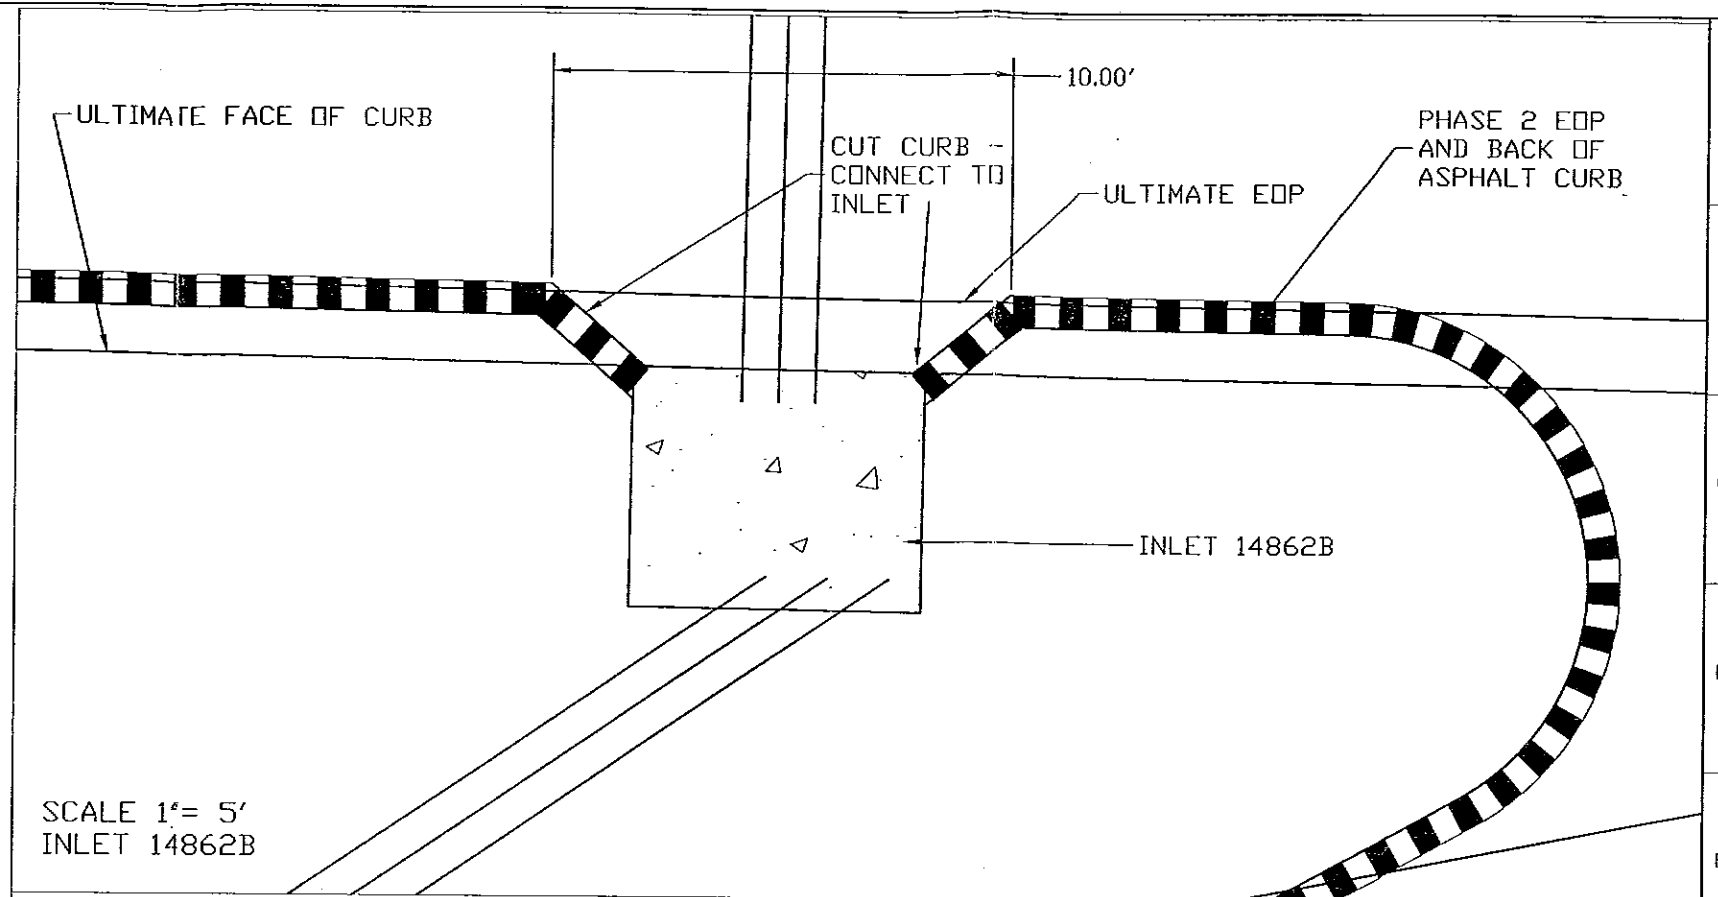 10.00'
ULTIMATE FACE OF CURB
PHASE 2 EOP
AND BACK OF
ASPHALT CURB
CUT CURB -
CONNECT TO
INLET
ULTIMATE EOP
INLET 14862B
SCALE 1"= 5'
INLET 14862B